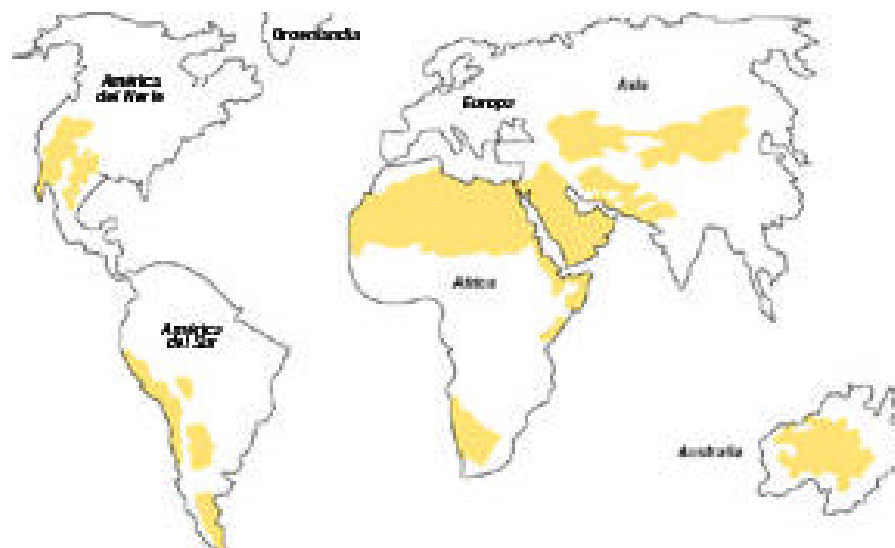 Groenlandia
América
del Norte
Europa
Asia
África
América
del Sur
Australia